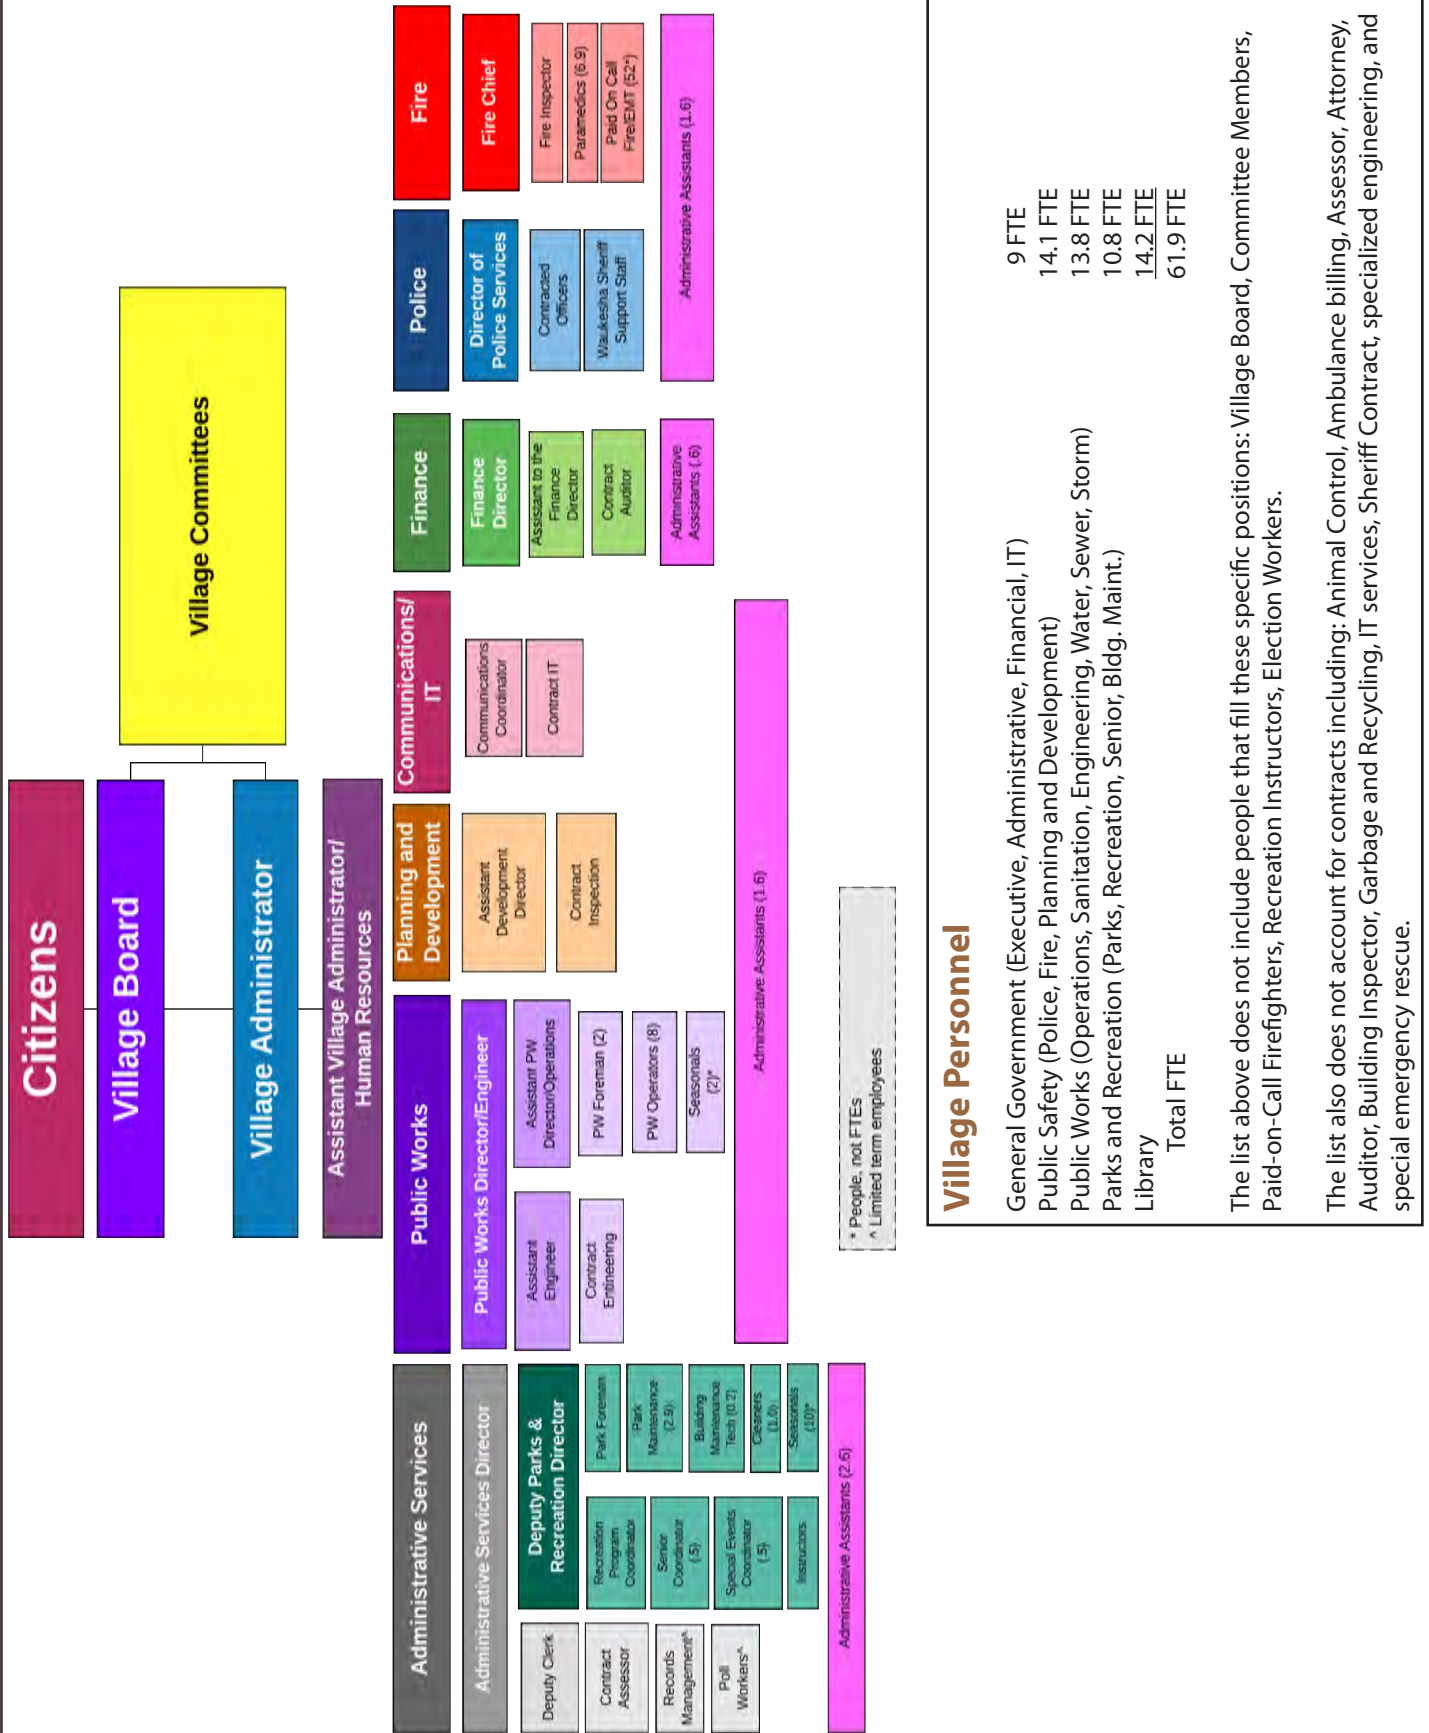 Citizens
Village Board
Village Committees
Village Administrator
Assistant Village Administrator/
Human Resources
Administrative Services
Administrative Services Director
Deputy Clerk
Contract
Assessor
Records
Management^
Poll
Workers^
Deputy Parks &
Recreation Director
Recreation
Program
Coordinator
Senior
Coordinator
(.5)
Special Events
Coordinator
(.5)
Instructors
Park Foreman
Park
Maintenance
(2.9)
Building
Maintenance
Tech (0.2)
Cleaners
(1.0)
Seasonals
(10)*
Administrative Assistants (2.6)
Public Works
Public Works Director/Engineer
Assistant
Engineer
Contract
Entineering
Assistant PW
Director/Operations
PW Foreman (2)
PW Operators (8)
Seasonals
(2)*
Planning and
Development
Assistant
Development
Director
Contract
Inspection
Communications/
IT
Communications
Coordinator
Contract IT
Administrative Assistants (1.6)
Finance
Finance
Director
Assistant to the
Finance
Director
Contract
Auditor
Administrative
Assistants (.6)
Police
Director of
Police Services
Contracted
Officers
Waukesha Sheriff
Support Staff
Fire
Fire Chief
Fire Inspector
Paramedics (6.9)
Paid On Call
Fire/EMT (52*)
Administrative Assistants (1.6)
* People, not FTEs
^ Limited term employees
Village Personnel
General Government (Executive, Administrative, Financial, IT) 9 FTE
Public Safety (Police, Fire, Planning and Development) 14.1 FTE
Public Works (Operations, Sanitation, Engineering, Water, Sewer, Storm) 13.8 FTE
Parks and Recreation (Parks, Recreation, Senior, Bldg. Maint.) 10.8 FTE
Library 14.2 FTE
Total FTE 61.9 FTE
The list above does not include people that fill these specific positions: Village Board, Committee Members,
Paid-on-Call Firefighters, Recreation Instructors, Election Workers.
The list also does not account for contracts including: Animal Control, Ambulance billing, Assessor, Attorney,
Auditor, Building Inspector, Garbage and Recycling, IT services, Sheriff Contract, specialized engineering, and
special emergency rescue.